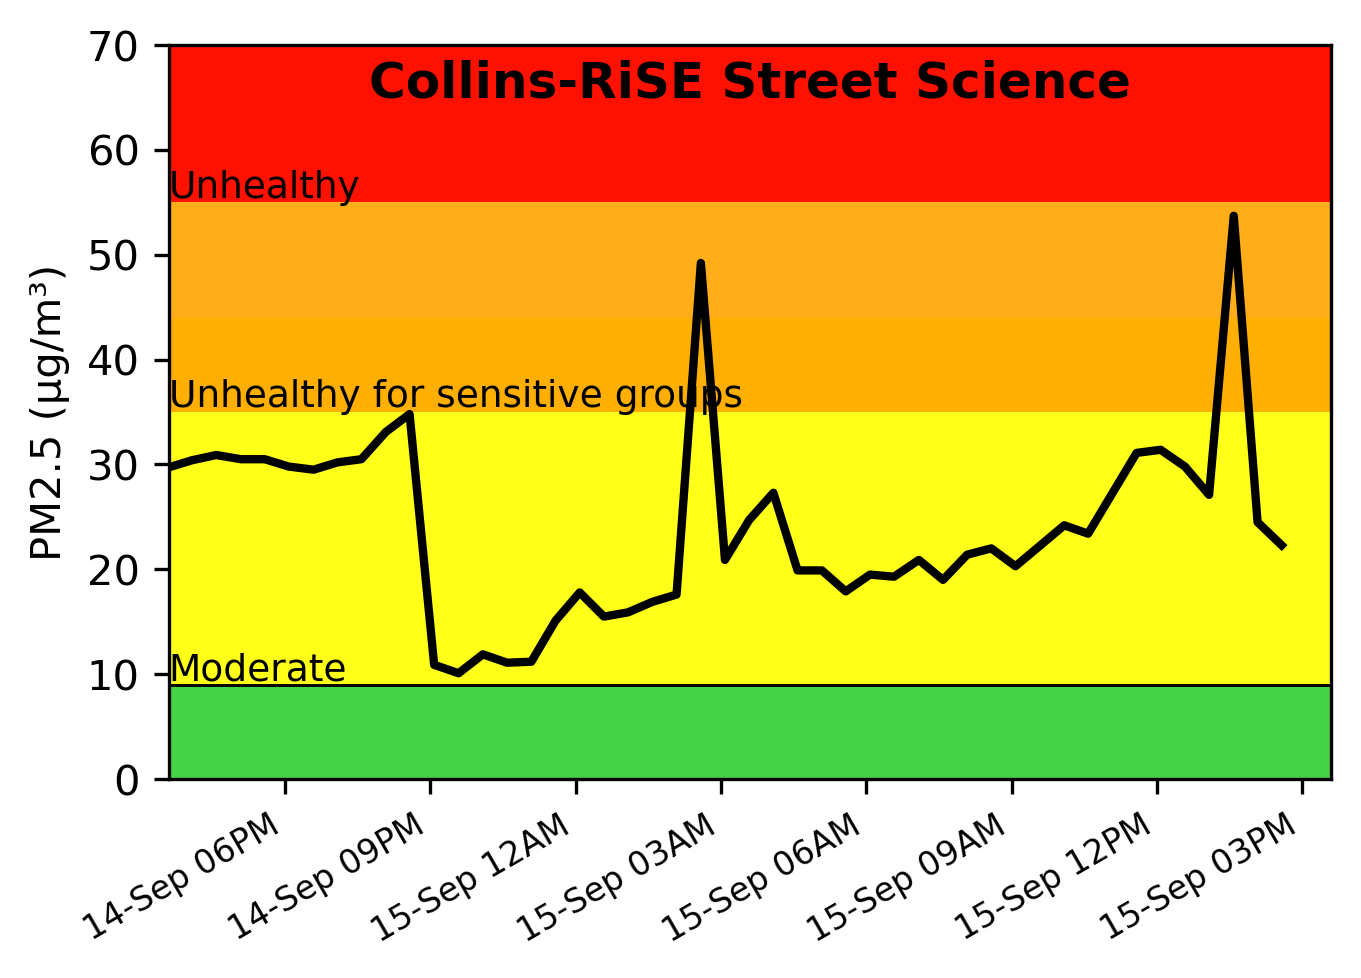 Collins-RiSE Street Science
70
60
50
40
30
20
10
0
PM2.5 (µg/m³)
Unhealthy
Unhealthy for sensitive groups
Moderate
14-Sep 06PM
14-Sep 09PM
15-Sep 12AM
15-Sep 03AM
15-Sep 06AM
15-Sep 09AM
15-Sep 12PM
15-Sep 03PM